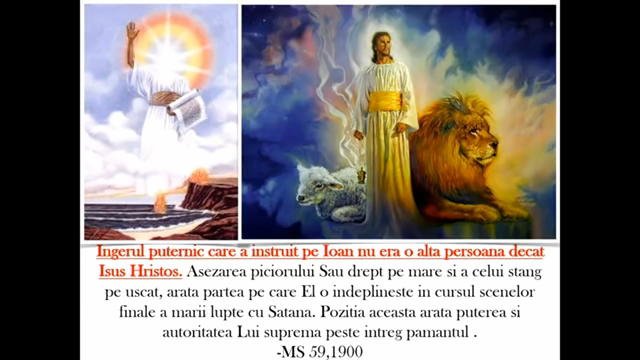 Ingerul puternic care a instruit pe Ioan nu era o alta persoana decat
Isus Hristos. Asezarea piciorului Sau drept pe mare si a celui stang
pe uscat, arata partea pe care El o indeplineste in cursul scenelor
finale a marii lupte cu Satana. Pozitia aceasta arata puterea si
autoritatea Lui suprema peste intreg pamantul .
-MS 59,1900